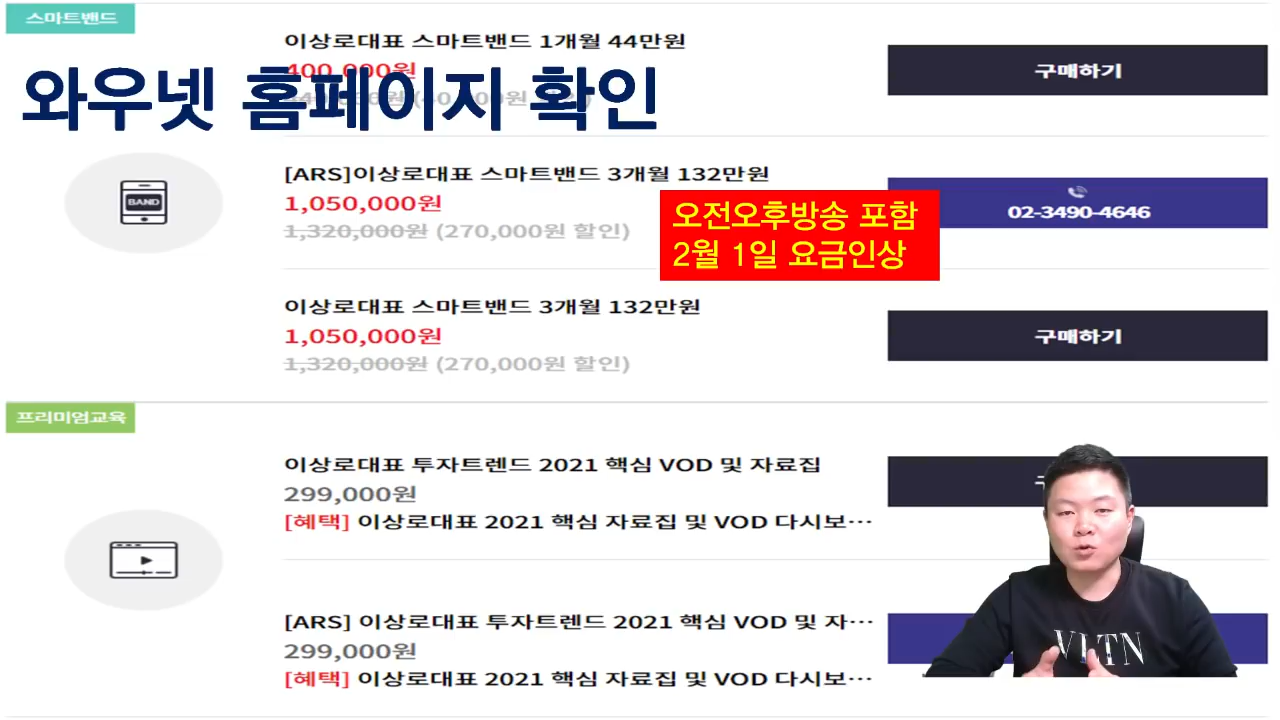 스마트밴드
이상로대표 스마트밴드 1개월 44만원
400,000원
구매하기
와우넷 홈페이지 확인
[ARS]이상로대표 스마트밴드 3개월 132만원
1,050,000원
1,320,000원 (270,000원 할인)
BAND
02-3490-4646
오전오후방송 포함
2월 1일 요금인상
이상로대표 스마트밴드 3개월 132만원
1,050,000원
1,320,000원 (270,000원 할인)
구매하기
프리미엄교육
이상로대표 투자트렌드 2021 핵심 VOD 및 자료집
299,000원
[혜택] 이상로대표 2021 핵심 자료집 및 VOD 다시보…
[ARS] 이상로대표 투자트렌드 2021 핵심 VOD 및 자…
299,000원
[혜택] 이상로대표 2021 핵심 자료집 및 VOD 다시보…
VLTN